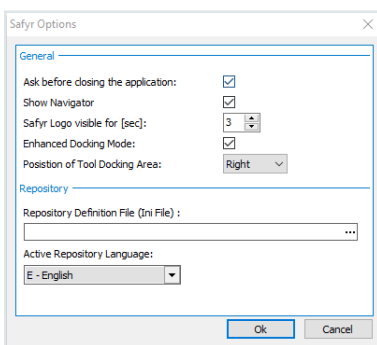 Safyr Options
General
Ask before closing the application:
Show Navigator
Safyr Logo visible for [sec]: 3
Enhanced Docking Mode:
Posistion of Tool Docking Area: Right
Repository
Repository Definition File (Ini File) :
...
Active Repository Language:
E - English
Ok Cancel